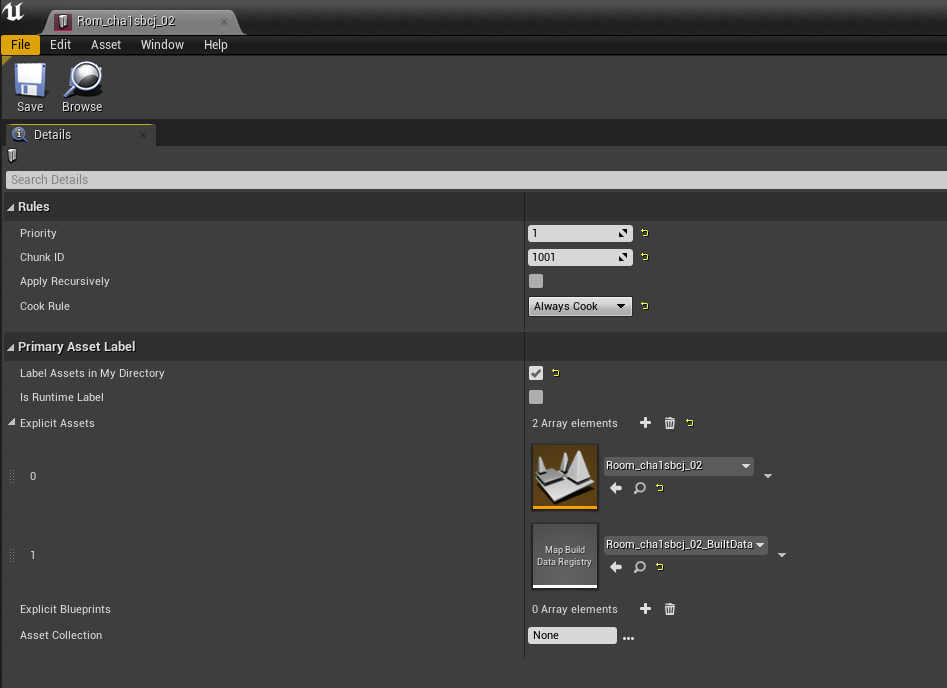 Rom_cha1sbcj_02
File Edit Asset Window Help
Save Browse
Details
Search Details
Rules
Priority 1
Chunk ID 1001
Apply Recursively
Cook Rule Always Cook
Primary Asset Label
Label Assets in My Directory
Is Runtime Label
Explicit Assets 2 Array elements
0 Room_cha1sbcj_02
1 Map Build Data Registry Room_cha1sbcj_02_BuiltData
Explicit Blueprints 0 Array elements
Asset Collection None